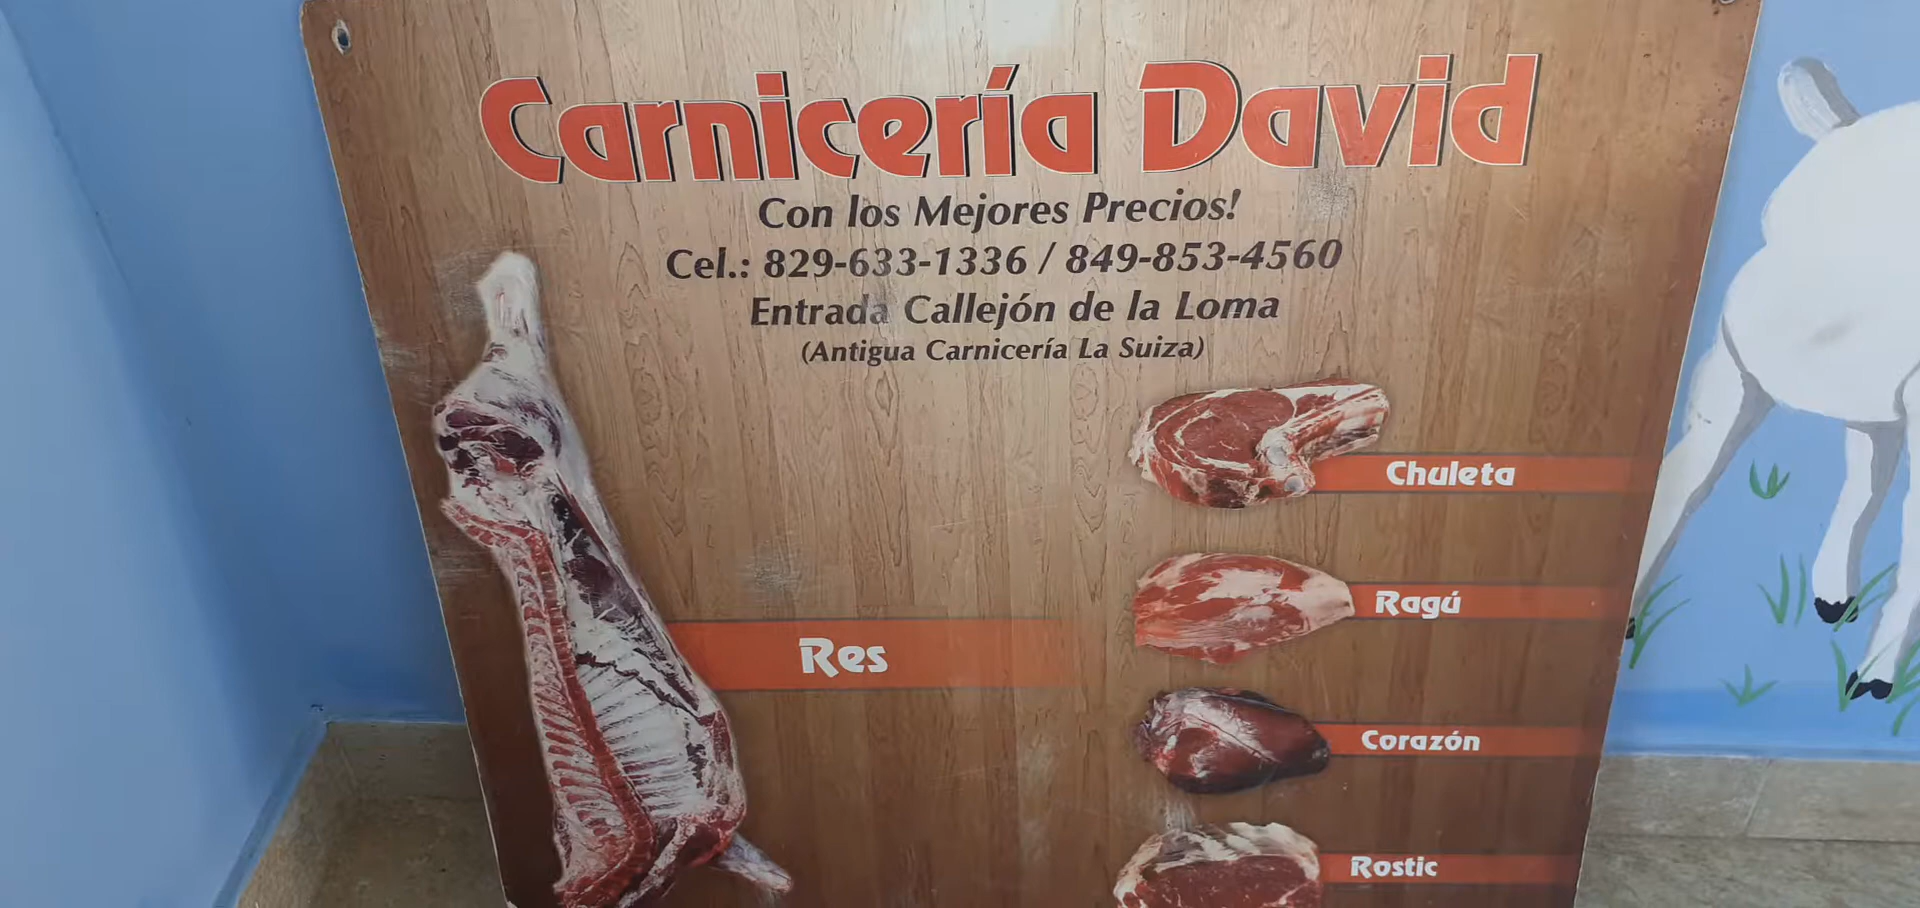 Carnicería David
Con los Mejores Precios!
Cel.: 829-633-1336 / 849-853-4560
Entrada Callejón de la Loma
(Antigua Carnicería La Suiza)
Chuleta
Ragú
Res
Corazón
Rostic